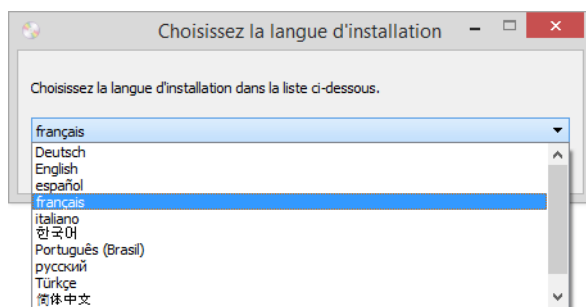 Choisissez la langue d'installation
Choisissez la langue d'installation dans la liste ci-dessous.
français
Deutsch
English
español
français
italiano
한국어
Português (Brasil)
русский
Türkçe
简体中文